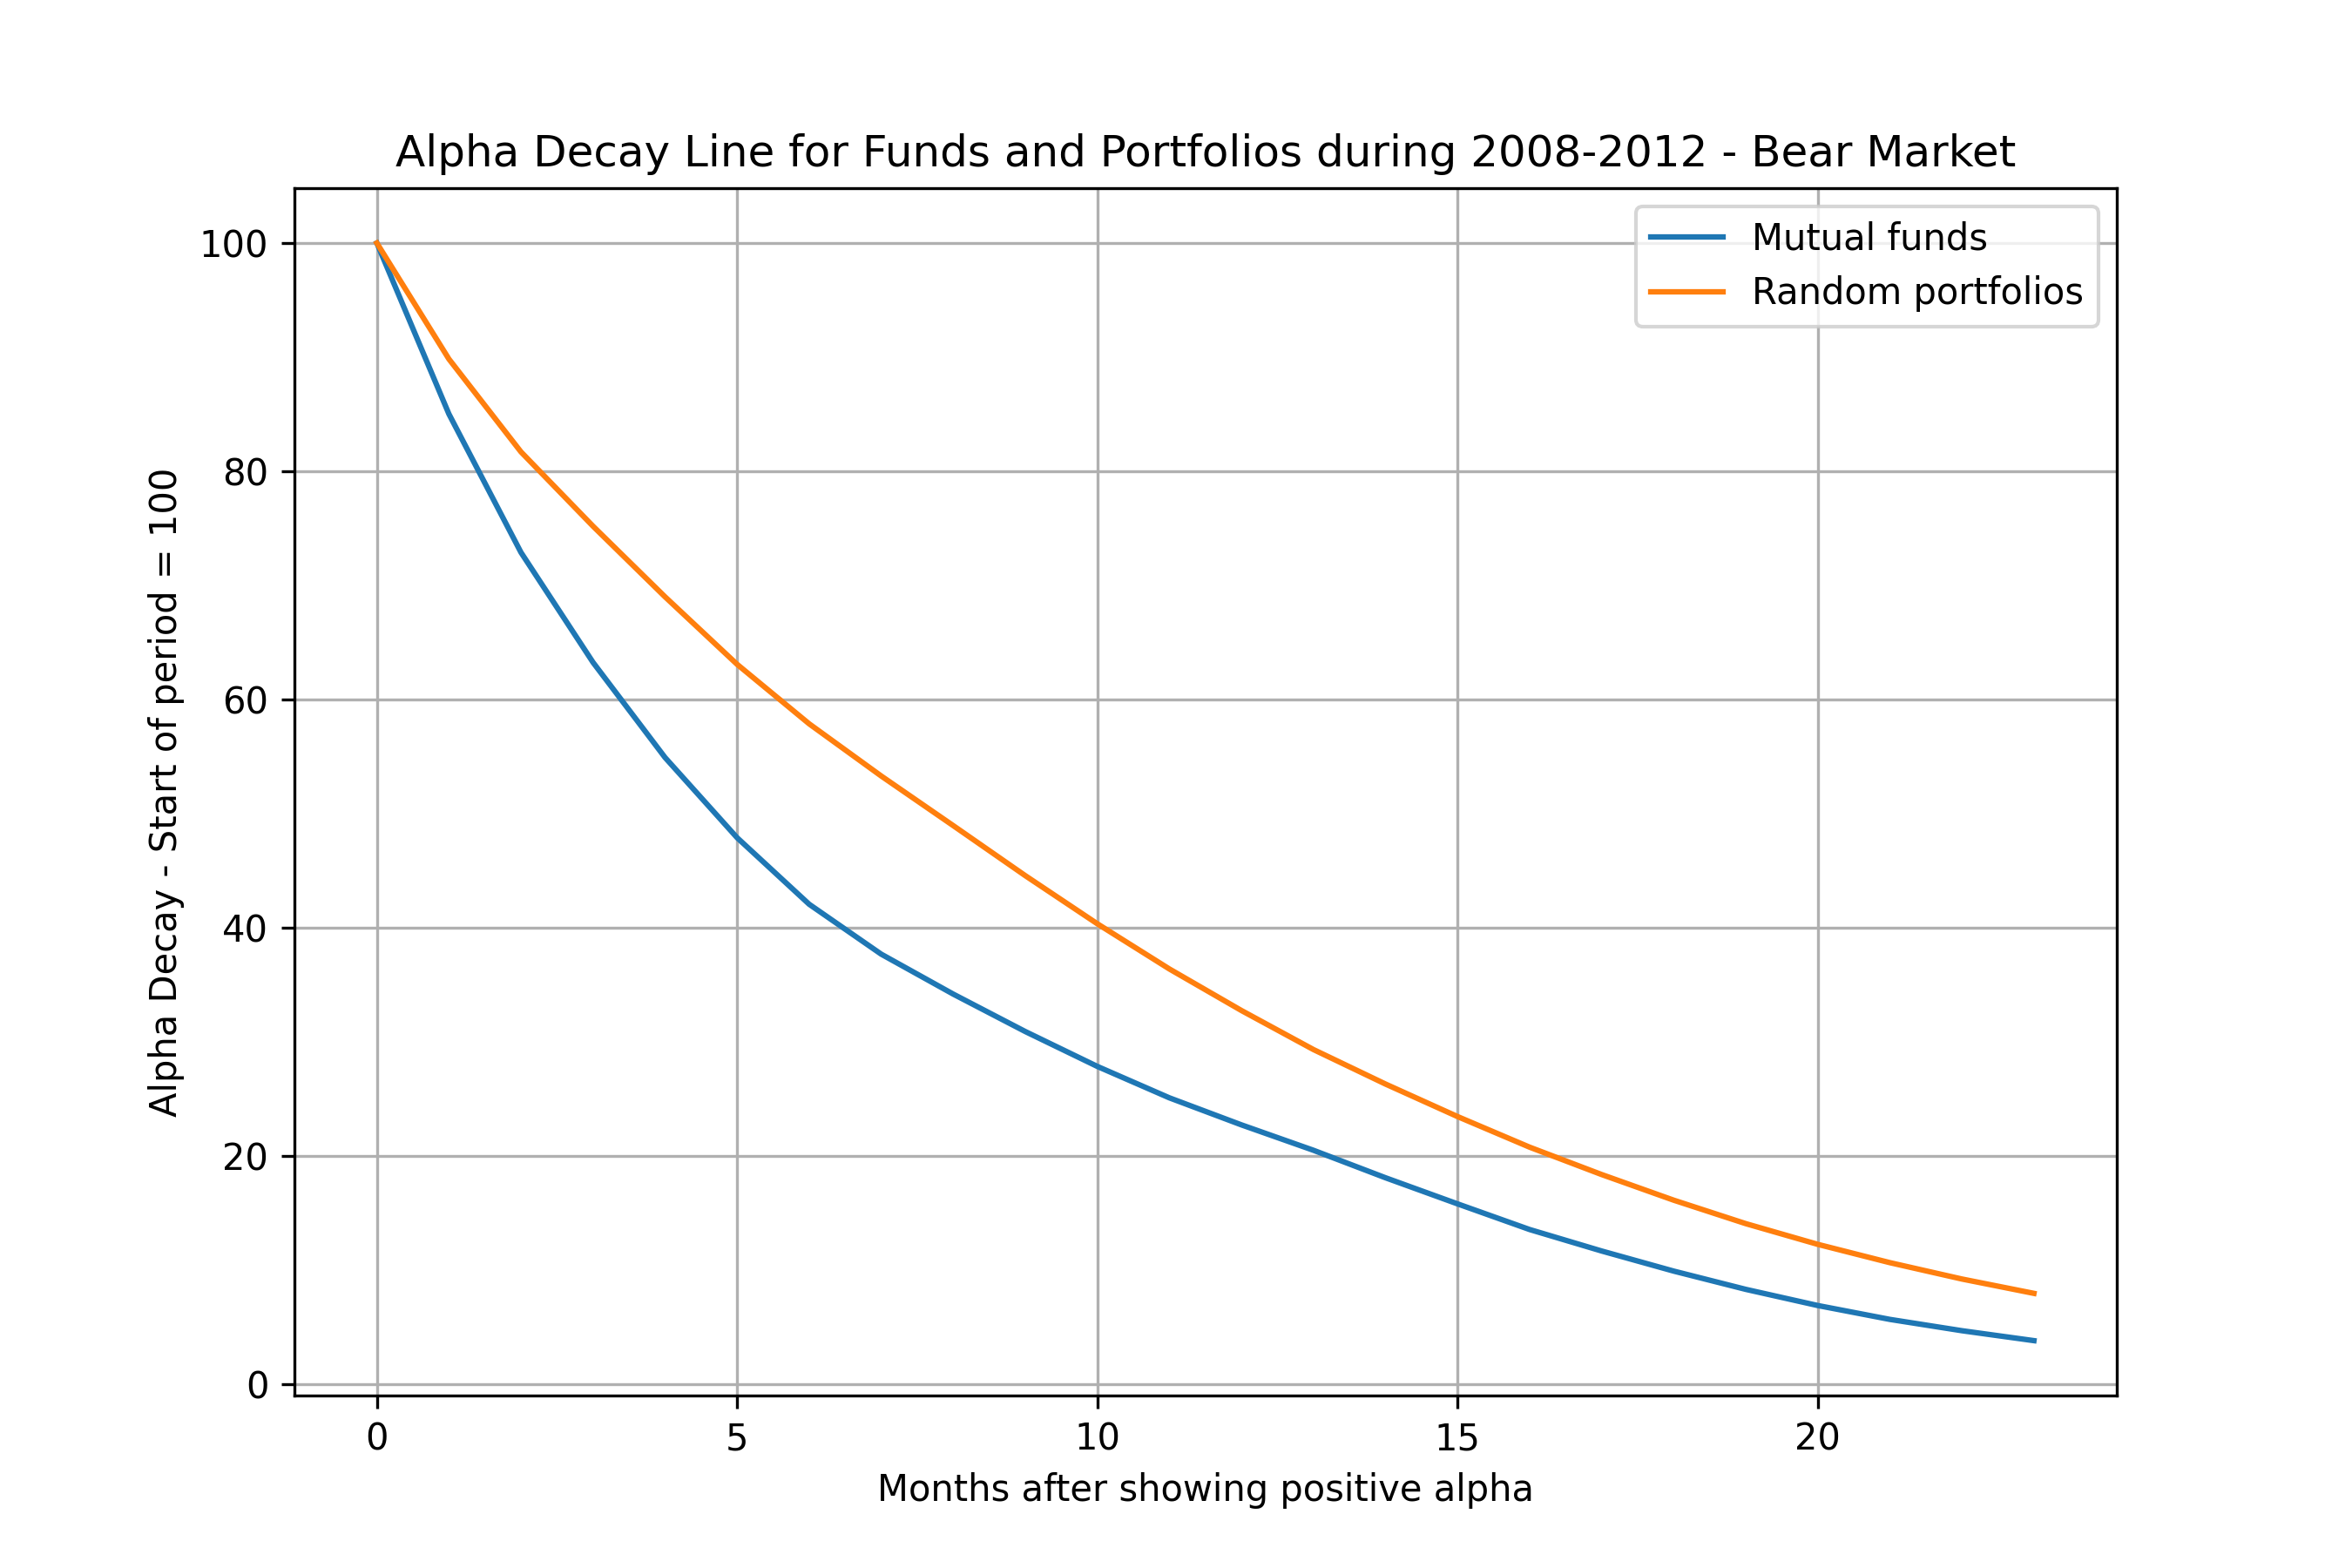 Alpha Decay Line for Funds and Portfolios during 2008-2012 - Bear Market
Mutual funds
Random portfolios
Alpha Decay - Start of period = 100
100
80
60
40
20
0
0 5 10 15 20
Months after showing positive alpha